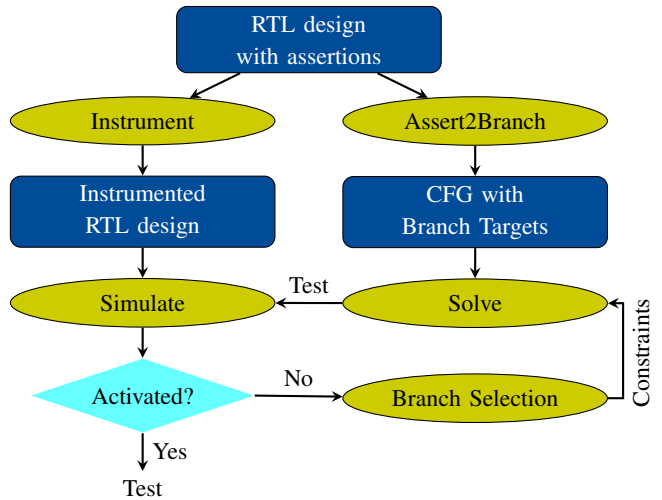 RTL design
with assertions
Instrument
Assert2Branch
Instrumented
RTL design
CFG with
Branch Targets
Simulate
Test
Solve
Constraints
Activated?
No
Branch Selection
Yes
Test